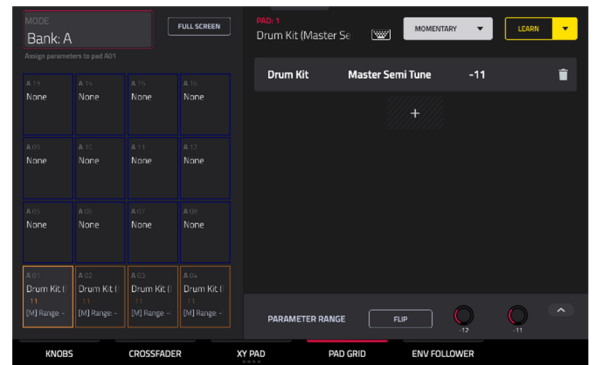 MODE
Bank: A
FULL SCREEN
Assign parameters to pad A01
PAD: 1
Drum Kit (Master Se
MOMENTARY
LEARN
Drum Kit Master Semi Tune -11
+
A 13 A 14 A 15 A 16
None None None None
A 09 A 10 A 11 A 12
None None None None
A 05 A 06 A 07 A 08
None None None None
A 01 A 02 A 03 A 04
Drum Kit ( Drum Kit ( Drum Kit ( Drum Kit (
-11 -11 -11 -11
[M] Range: - [M] Range: - [M] Range: - [M] Range: -
PARAMETER RANGE FLIP -12 -11
KNOBS CROSSFADER XY PAD PAD GRID ENV FOLLOWER